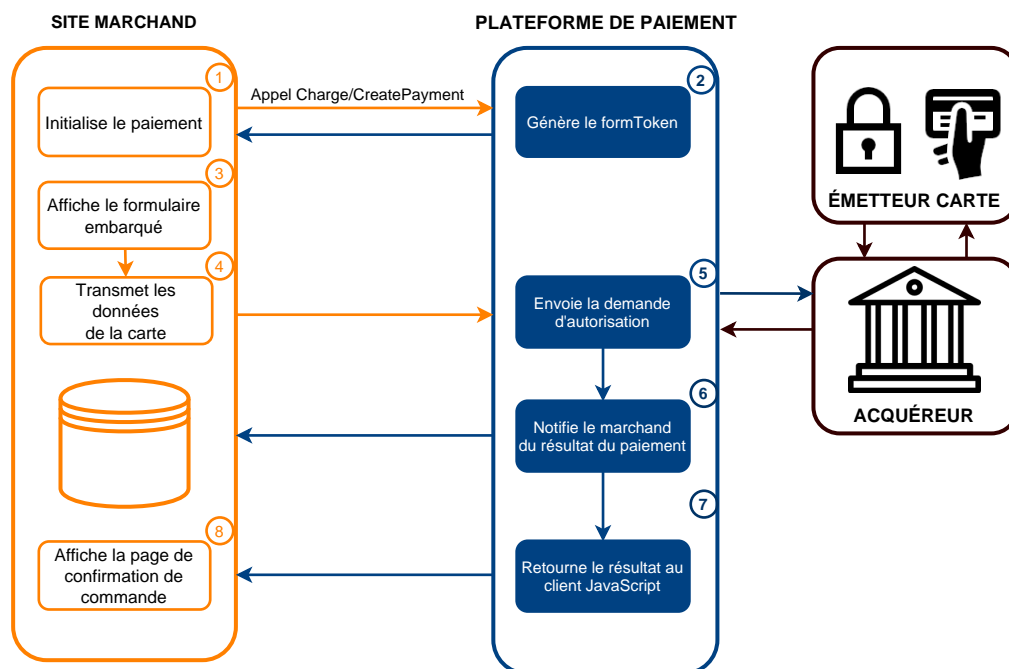 SITE MARCHAND
PLATEFORME DE PAIEMENT
1
Initialise le paiement
Appel Charge/CreatePayment
2
Génère le formToken
3
Affiche le formulaire
embarqué
4
Transmet les
données
de la carte
5
Envoie la demande
d'autorisation
ÉMETTEUR CARTE
ACQUÉREUR
6
Notifie le marchand
du résultat du paiement
7
Retourne le résultat au
client JavaScript
8
Affiche la page de
confirmation de
commande